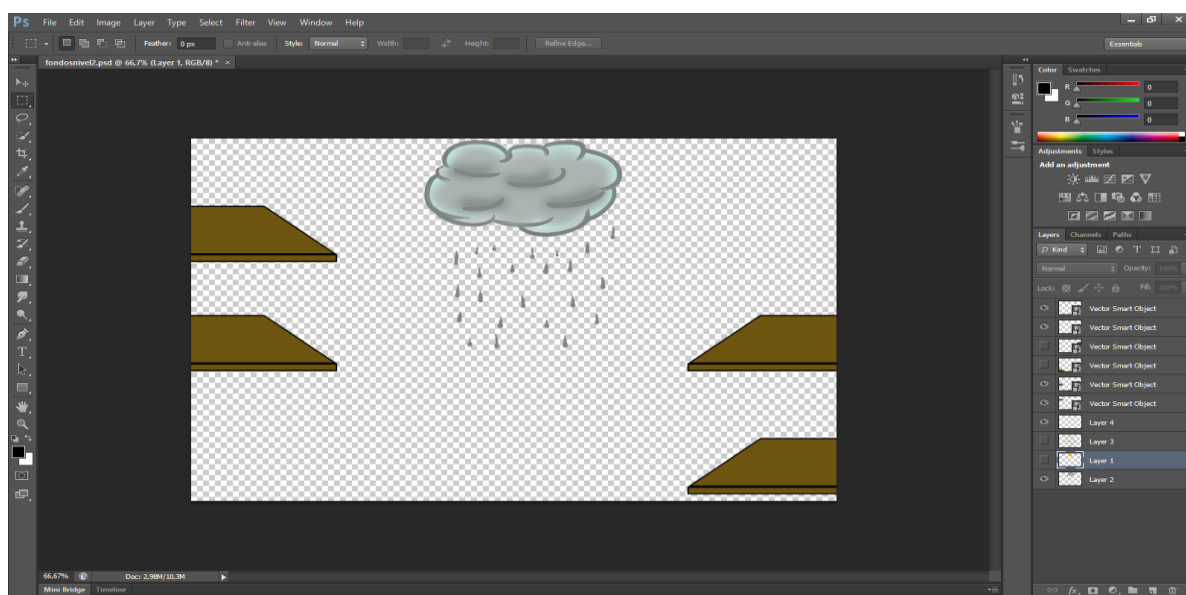 Ps File Edit Image Layer Type Select Filter View Window Help
Feather: 0 px Anti-alias Style: Normal Width: Height: Refine Edge... Essentials
fondosnivel2.psd @ 66,7% (Layer 1, RGB/8) * ×
Color Swatches
R 0
G 0
B 0
Adjustments Styles
Add an adjustment
Layers Channels Paths
Kind
Normal Opacity: 100%
Lock: Fill: 100%
Vector Smart Object
Vector Smart Object
Vector Smart Object
Vector Smart Object
Vector Smart Object
Vector Smart Object
Layer 4
Layer 3
Layer 1
Layer 2
66,67% Doc: 2,98M/10,3M
Mini Bridge Timeline